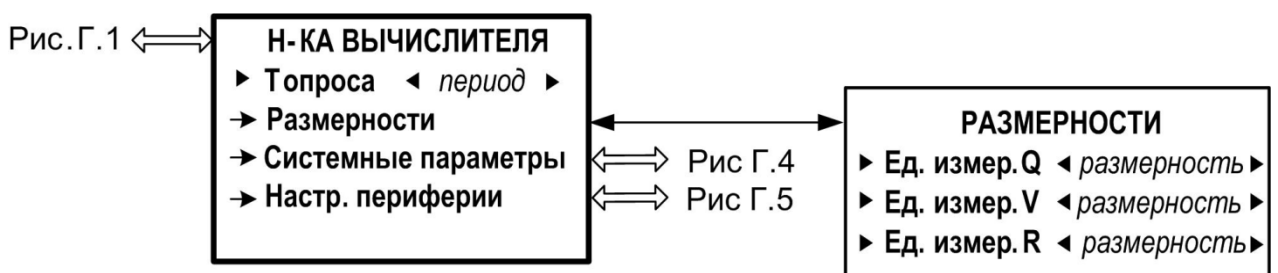 Рис.Г.1
Н-КА ВЫЧИСЛИТЕЛЯ
Т опроса ◄ период ►
Размерности
Системные параметры
Настр. периферии
Рис Г.4
Рис Г.5
РАЗМЕРНОСТИ
Ед. измер.Q ◄ размерность ►
Ед. измер.V ◄ размерность ►
Ед. измер.R ◄ размерность ►